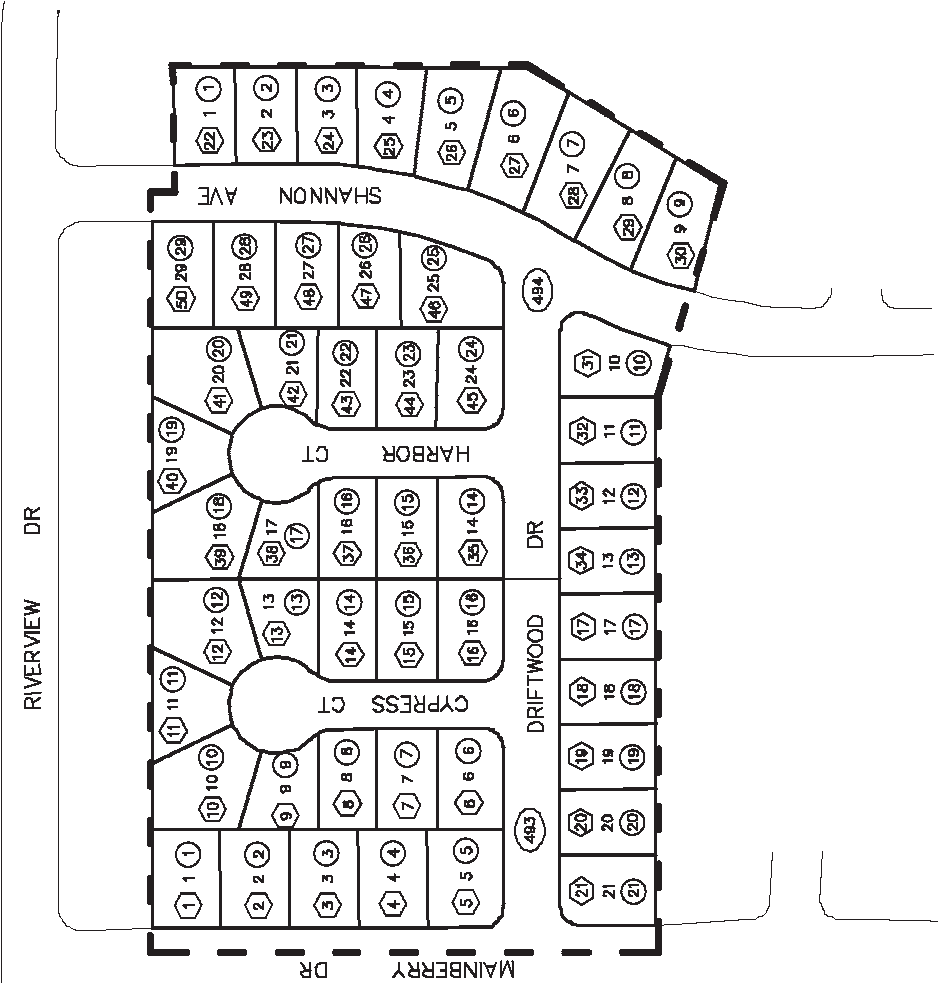 22 1 1
23 2 2
24 3 3
25 4 4
26 5 5
27 6 6
28 7 7
29 8 8
30 9 9
SHANNON AVE
50 29 29
49 28 28
48 27 27
47 26 26
46 25 25
494
41 20 20
42 21 21
43 22 22
44 23 23
45 24 24
31 10 10
40 19 19
HARBOR CT
32 11 11
39 18 18
38 17 17
37 16 16
36 15 15
35 14 14
33 12 12
34 13 13
RIVERVIEW DR
DRIFTWOOD DR
12 12 12
13 13 13
14 14 14
15 15 15
16 16 16
17 17 17
11 11 11
CYPRESS CT
18 18 18
10 10 10
9 9 9
8 8 8
7 7 7
6 6 6
19 19 19
493
20 20 20
1 1 1
2 2 2
3 3 3
4 4 4
5 5 5
21 21 21
MAINBERRY DR